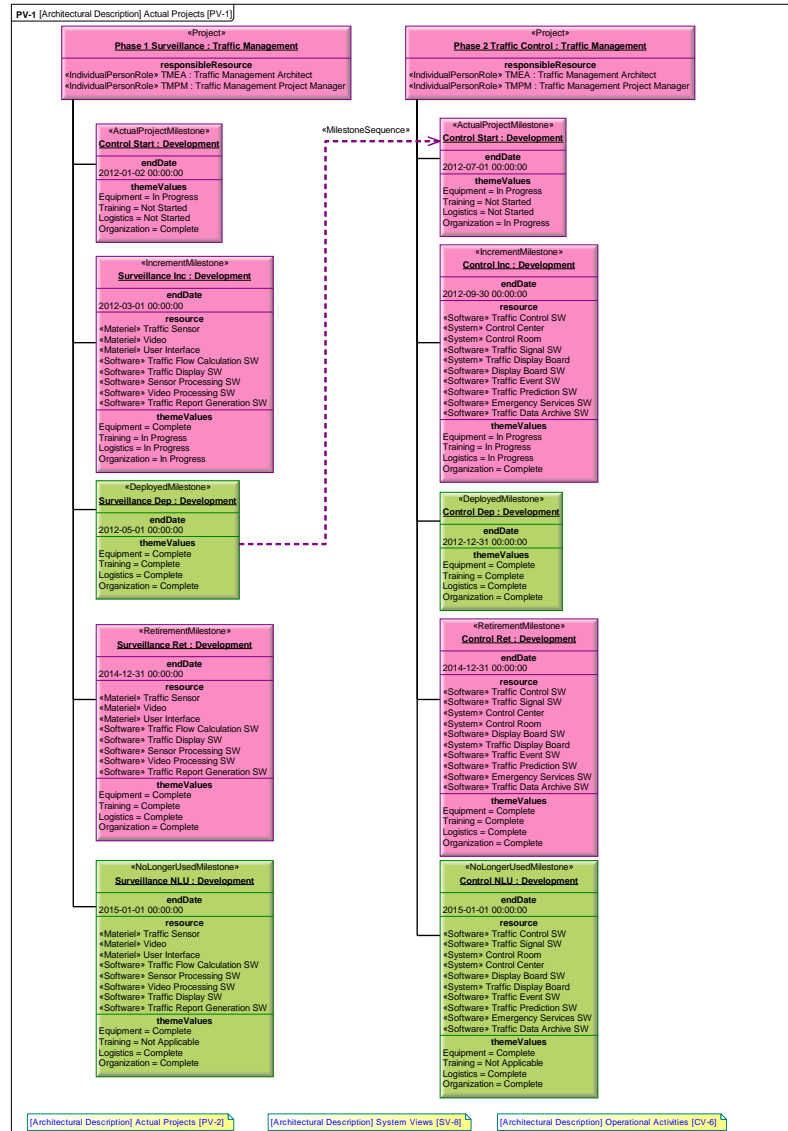 PV-1 [Architectural Description] Actual Projects [PV-1]
«Project»
Phase 1 Surveillance : Traffic Management
responsibleResource
«IndividualPersonRole» TMEA : Traffic Management Architect
«IndividualPersonRole» TMPM : Traffic Management Project Manager
«ActualProjectMilestone»
Control Start : Development
endDate
2012-01-02 00:00:00
themeValues
Equipment = In Progress
Training = Not Started
Logistics = Not Started
Organization = Complete
«IncrementMilestone»
Surveillance Inc : Development
endDate
2012-03-01 00:00:00
resource
«Materiel» Traffic Sensor
«Materiel» Video
«Materiel» User Interface
«Software» Traffic Flow Calculation SW
«Software» Traffic Display SW
«Software» Sensor Processing SW
«Software» Video Processing SW
«Software» Traffic Report Generation SW
themeValues
Equipment = Complete
Training = In Progress
Logistics = In Progress
Organization = In Progress
«DeployedMilestone»
Surveillance Dep : Development
endDate
2012-05-01 00:00:00
themeValues
Equipment = Complete
Training = Complete
Logistics = Complete
Organization = Complete
«RetirementMilestone»
Surveillance Ret : Development
endDate
2014-12-31 00:00:00
resource
«Materiel» Traffic Sensor
«Materiel» Video
«Materiel» User Interface
«Software» Traffic Flow Calculation SW
«Software» Traffic Display SW
«Software» Sensor Processing SW
«Software» Video Processing SW
«Software» Traffic Report Generation SW
themeValues
Equipment = Complete
Training = Complete
Logistics = Complete
Organization = Complete
«NoLongerUsedMilestone»
Surveillance NLU : Development
endDate
2015-01-01 00:00:00
resource
«Materiel» Traffic Sensor
«Materiel» Video
«Materiel» User Interface
«Software» Traffic Flow Calculation SW
«Software» Sensor Processing SW
«Software» Video Processing SW
«Software» Traffic Display SW
«Software» Traffic Report Generation SW
themeValues
Equipment = Complete
Training = Not Applicable
Logistics = Complete
Organization = Complete
«MilestoneSequence»
«Project»
Phase 2 Traffic Control : Traffic Management
responsibleResource
«IndividualPersonRole» TMEA : Traffic Management Architect
«IndividualPersonRole» TMPM : Traffic Management Project Manager
«ActualProjectMilestone»
Control Start : Development
endDate
2012-07-01 00:00:00
themeValues
Equipment = In Progress
Training = Not Started
Logistics = Not Started
Organization = In Progress
«IncrementMilestone»
Control Inc : Development
endDate
2012-09-30 00:00:00
resource
«Software» Traffic Control SW
«System» Control Center
«System» Control Room
«Software» Traffic Signal SW
«System» Traffic Display Board
«Software» Display Board SW
«Software» Traffic Event SW
«Software» Traffic Prediction SW
«Software» Emergency Services SW
«Software» Traffic Data Archive SW
themeValues
Equipment = In Progress
Training = In Progress
Logistics = In Progress
Organization = Complete
«DeployedMilestone»
Control Dep : Development
endDate
2012-12-31 00:00:00
themeValues
Equipment = Complete
Training = Complete
Logistics = Complete
Organization = Complete
«RetirementMilestone»
Control Ret : Development
endDate
2014-12-31 00:00:00
resource
«Software» Traffic Control SW
«Software» Traffic Signal SW
«System» Control Center
«System» Control Room
«Software» Display Board SW
«System» Traffic Display Board
«Software» Traffic Event SW
«Software» Traffic Prediction SW
«Software» Emergency Services SW
«Software» Traffic Data Archive SW
themeValues
Equipment = Complete
Training = Complete
Logistics = Complete
Organization = Complete
«NoLongerUsedMilestone»
Control NLU : Development
endDate
2015-01-01 00:00:00
resource
«Software» Traffic Control SW
«Software» Traffic Signal SW
«System» Control Room
«System» Control Center
«Software» Display Board SW
«System» Traffic Display Board
«Software» Traffic Event SW
«Software» Traffic Prediction SW
«Software» Emergency Services SW
«Software» Traffic Data Archive SW
themeValues
Equipment = Complete
Training = Not Applicable
Logistics = Complete
Organization = Complete
[Architectural Description] Actual Projects [PV-2]
[Architectural Description] System Views [SV-8]
[Architectural Description] Operational Activities [CV-6]